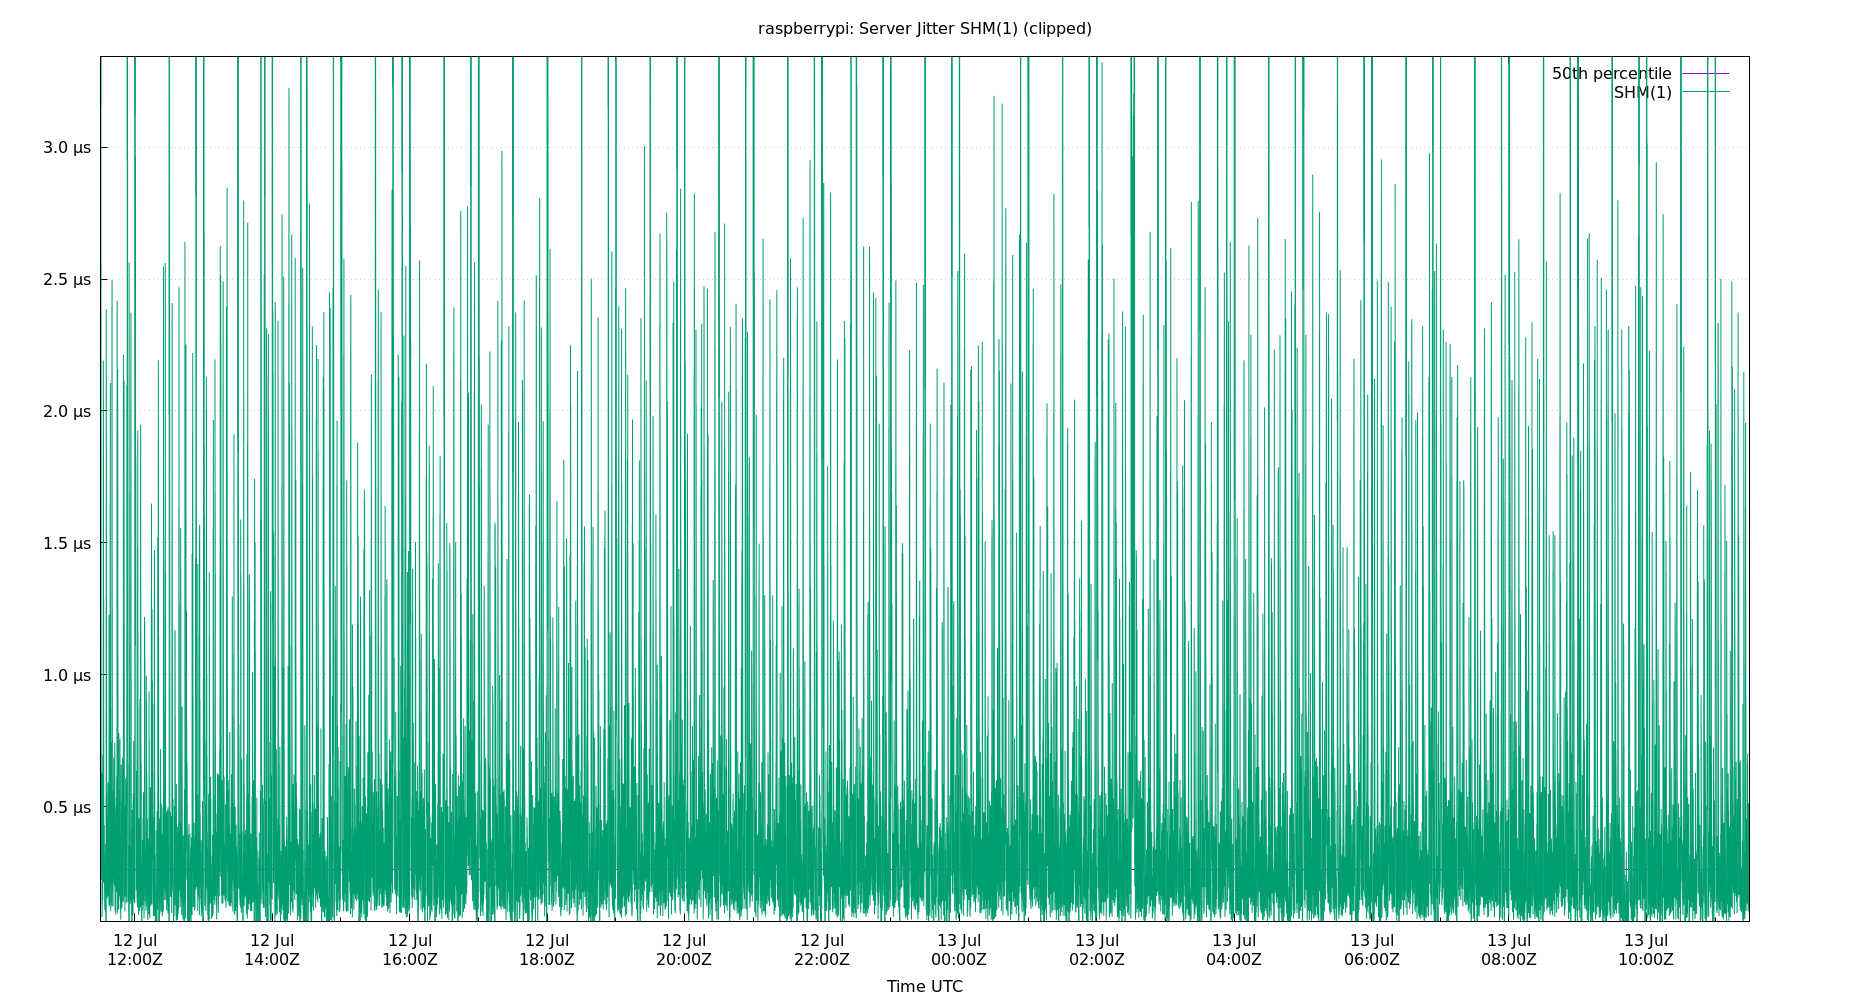 raspberrypi: Server Jitter SHM(1) (clipped)
50th percentile
SHM(1)
3.0 µs
2.5 µs
2.0 µs
1.5 µs
1.0 µs
0.5 µs
12 Jul 12 Jul 12 Jul 12 Jul 12 Jul 12 Jul 13 Jul 13 Jul 13 Jul 13 Jul 13 Jul 13 Jul
12:00Z 14:00Z 16:00Z 18:00Z 20:00Z 22:00Z 00:00Z 02:00Z 04:00Z 06:00Z 08:00Z 10:00Z
Time UTC